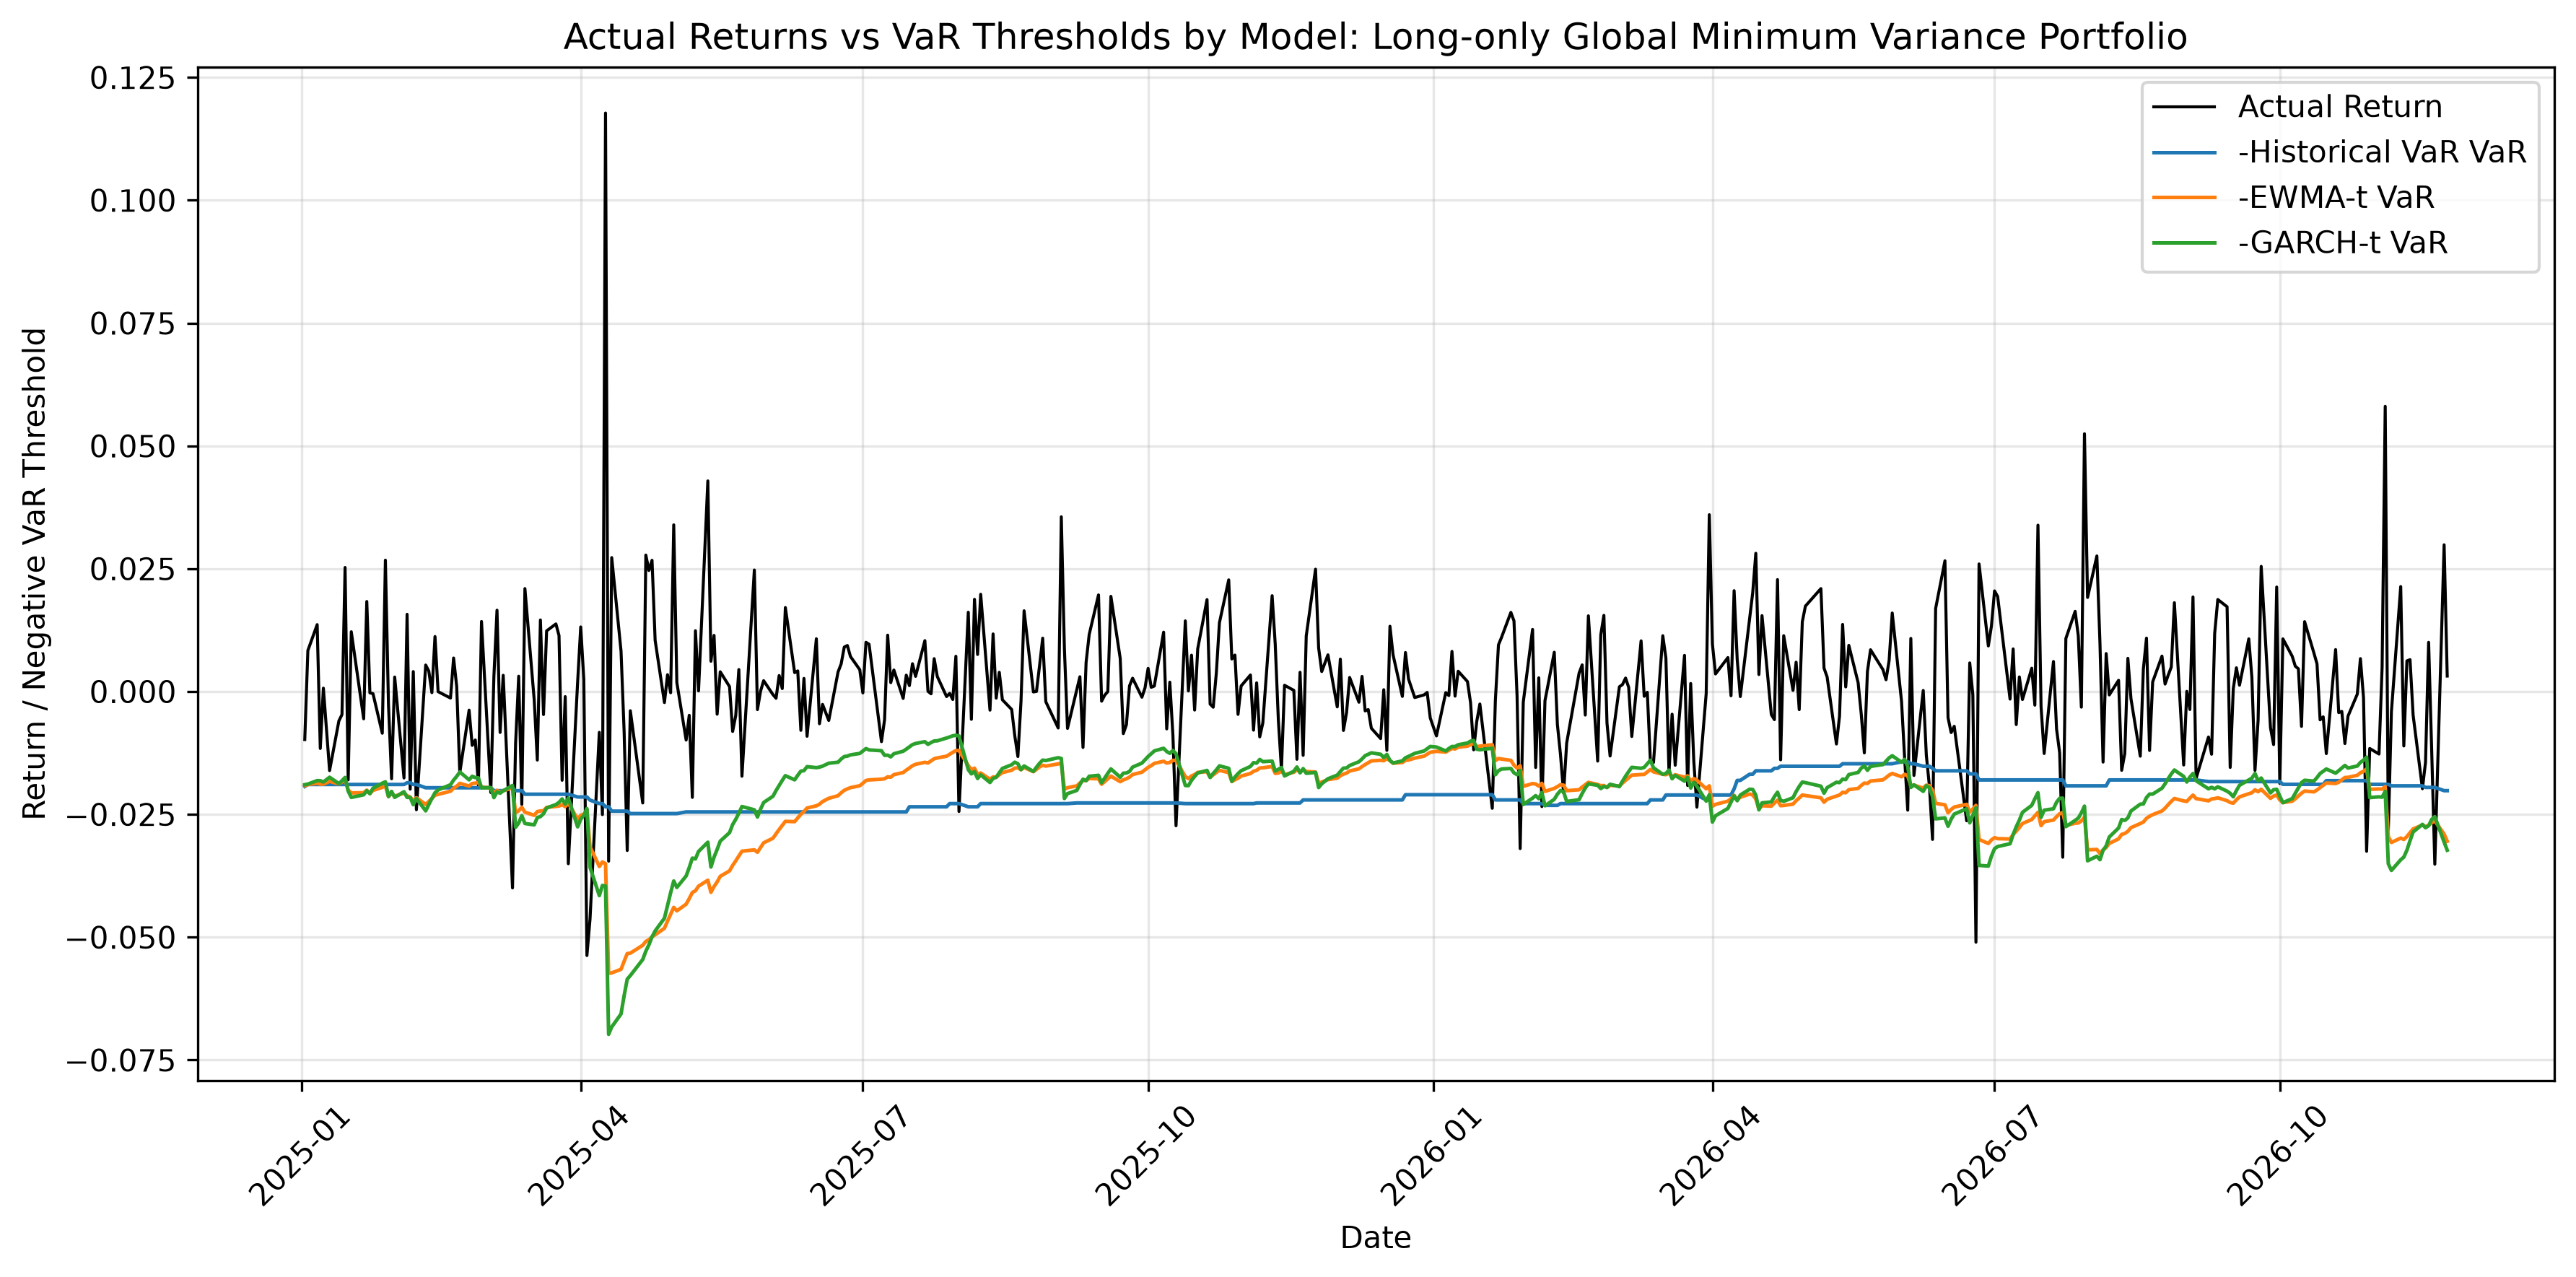 Actual Returns vs VaR Thresholds by Model: Long-only Global Minimum Variance Portfolio
0.125
0.100
0.075
0.050
0.025
0.000
−0.025
−0.050
−0.075
Return / Negative VaR Threshold
Actual Return
-Historical VaR VaR
-EWMA-t VaR
-GARCH-t VaR
2025-01
2025-04
2025-07
2025-10
2026-01
2026-04
2026-07
2026-10
Date